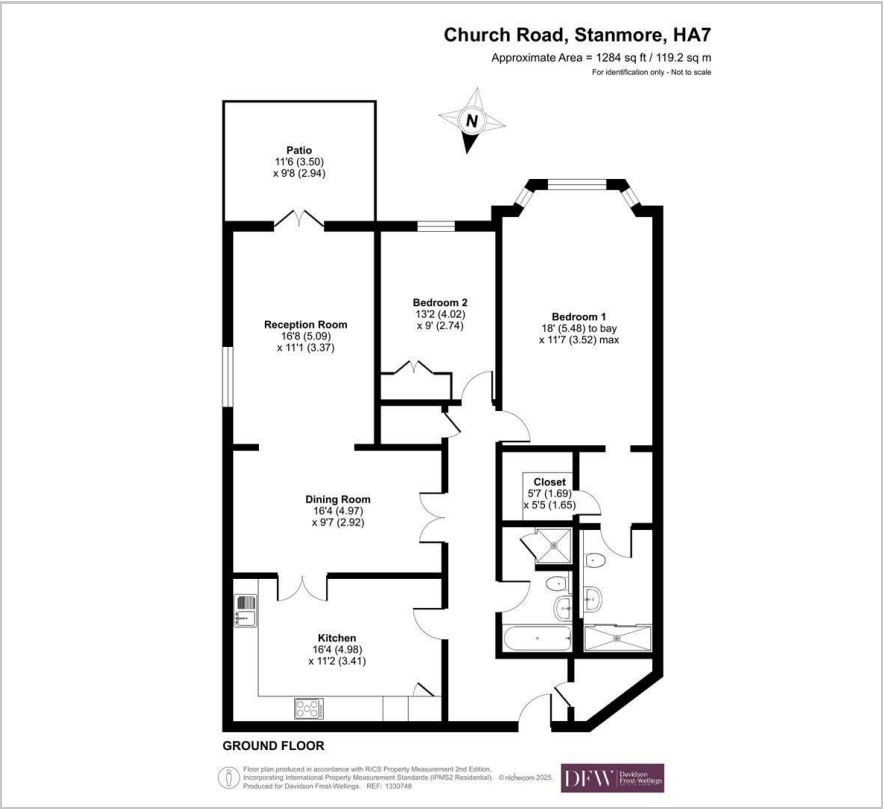 Church Road, Stanmore, HA7
Approximate Area = 1284 sq ft / 119.2 sq m
For identification only - Not to scale
N
Patio
11'6 (3.50)
x 9'8 (2.94)
Reception Room
16'8 (5.09)
x 11'1 (3.37)
Bedroom 2
13'2 (4.02)
x 9' (2.74)
Bedroom 1
18' (5.48) to bay
x 11'7 (3.52) max
Closet
5'7 (1.69)
x 5'5 (1.65)
Dining Room
16'4 (4.97)
x 9'7 (2.92)
Kitchen
16'4 (4.98)
x 11'2 (3.41)
GROUND FLOOR
Floor plan produced in accordance with RICS Property Measurement 2nd Edition,
Incorporating International Property Measurement Standards (IPMS2 Residential). ©nichecom 2025.
Produced for Davidson Frost-Wellings. REF: 1330748
DFW
Davidson
Frost-Wellings